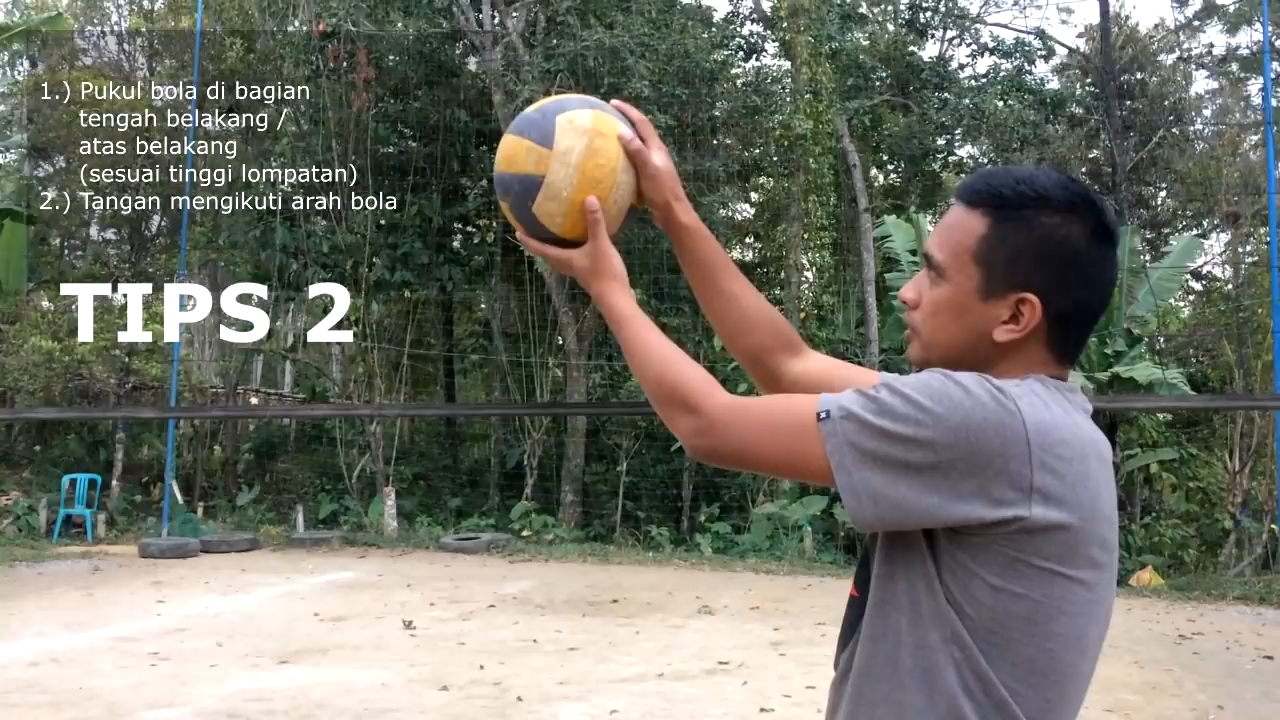 1.) Pukul bola di bagian
tengah belakang /
atas belakang
(sesuai tinggi lompatan)
2.) Tangan mengikuti arah bola
TIPS 2